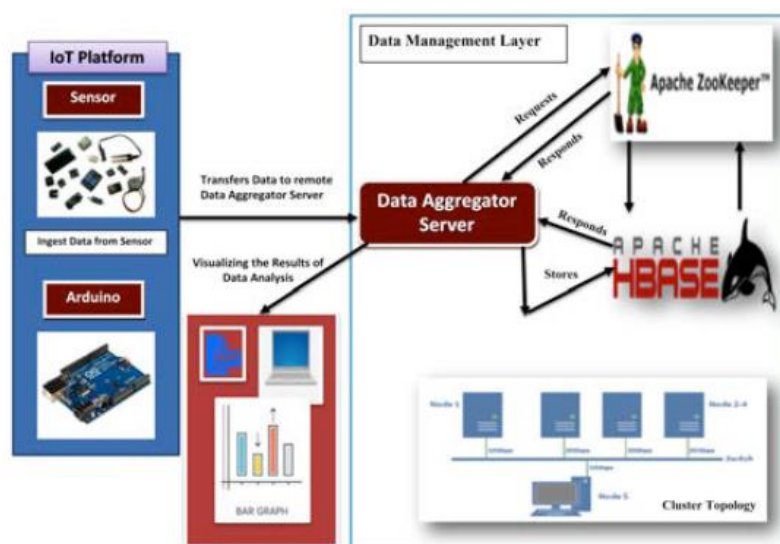 IoT Platform
Sensor
Ingest Data from Sensor
Arduino
Transfers Data to remote
Data Aggregator Server
Visualizing the Results of
Data Analysis
BAR GRAPH
Data Management Layer
Requests
Responds
Apache ZooKeeper™
Data Aggregator
Server
Responds
Stores
APACHE
HBASE
Node 1
Node 2-4
Switch
Node 5
Cluster Topology